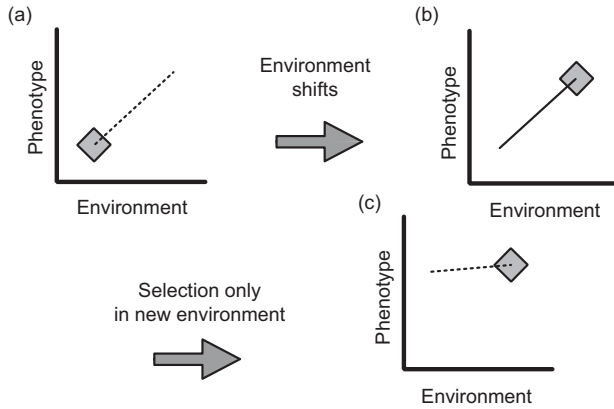 (a)
Phenotype
Environment
Environment
shifts
(b)
Phenotype
Environment
Selection only
in new environment
(c)
Phenotype
Environment